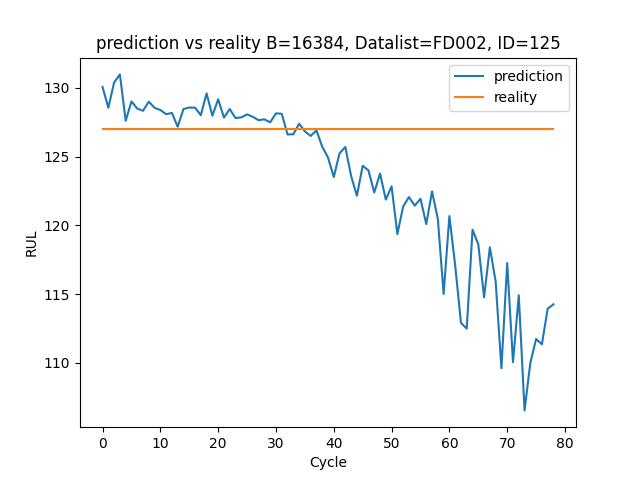 prediction vs reality B=16384, Datalist=FD002, ID=125
prediction
reality
130
125
120
115
110
RUL
0 10 20 30 40 50 60 70 80
Cycle